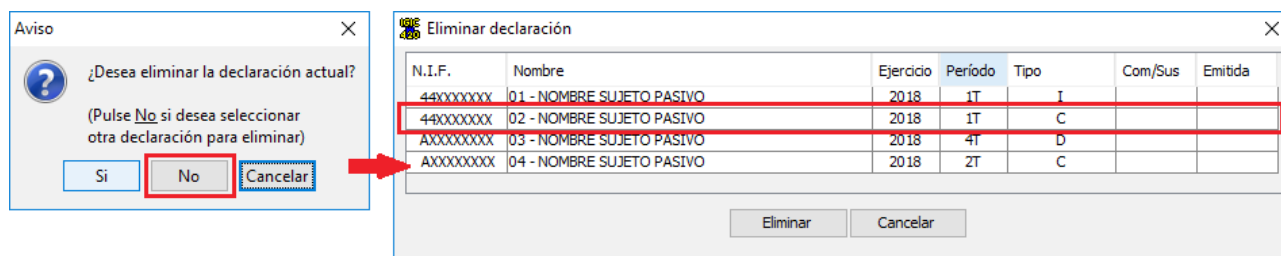 Aviso
¿Desea eliminar la declaración actual?
(Pulse No si desea seleccionar
otra declaración para eliminar)
Si No Cancelar
IGIC
420
Eliminar declaración
N.I.F. Nombre Ejercicio Período Tipo Com/Sus Emitida
44XXXXXXX 01 - NOMBRE SUJETO PASIVO 2018 1T I
44XXXXXXX 02 - NOMBRE SUJETO PASIVO 2018 1T C
AXXXXXXXX 03 - NOMBRE SUJETO PASIVO 2018 4T D
AXXXXXXXX 04 - NOMBRE SUJETO PASIVO 2018 2T C
Eliminar Cancelar